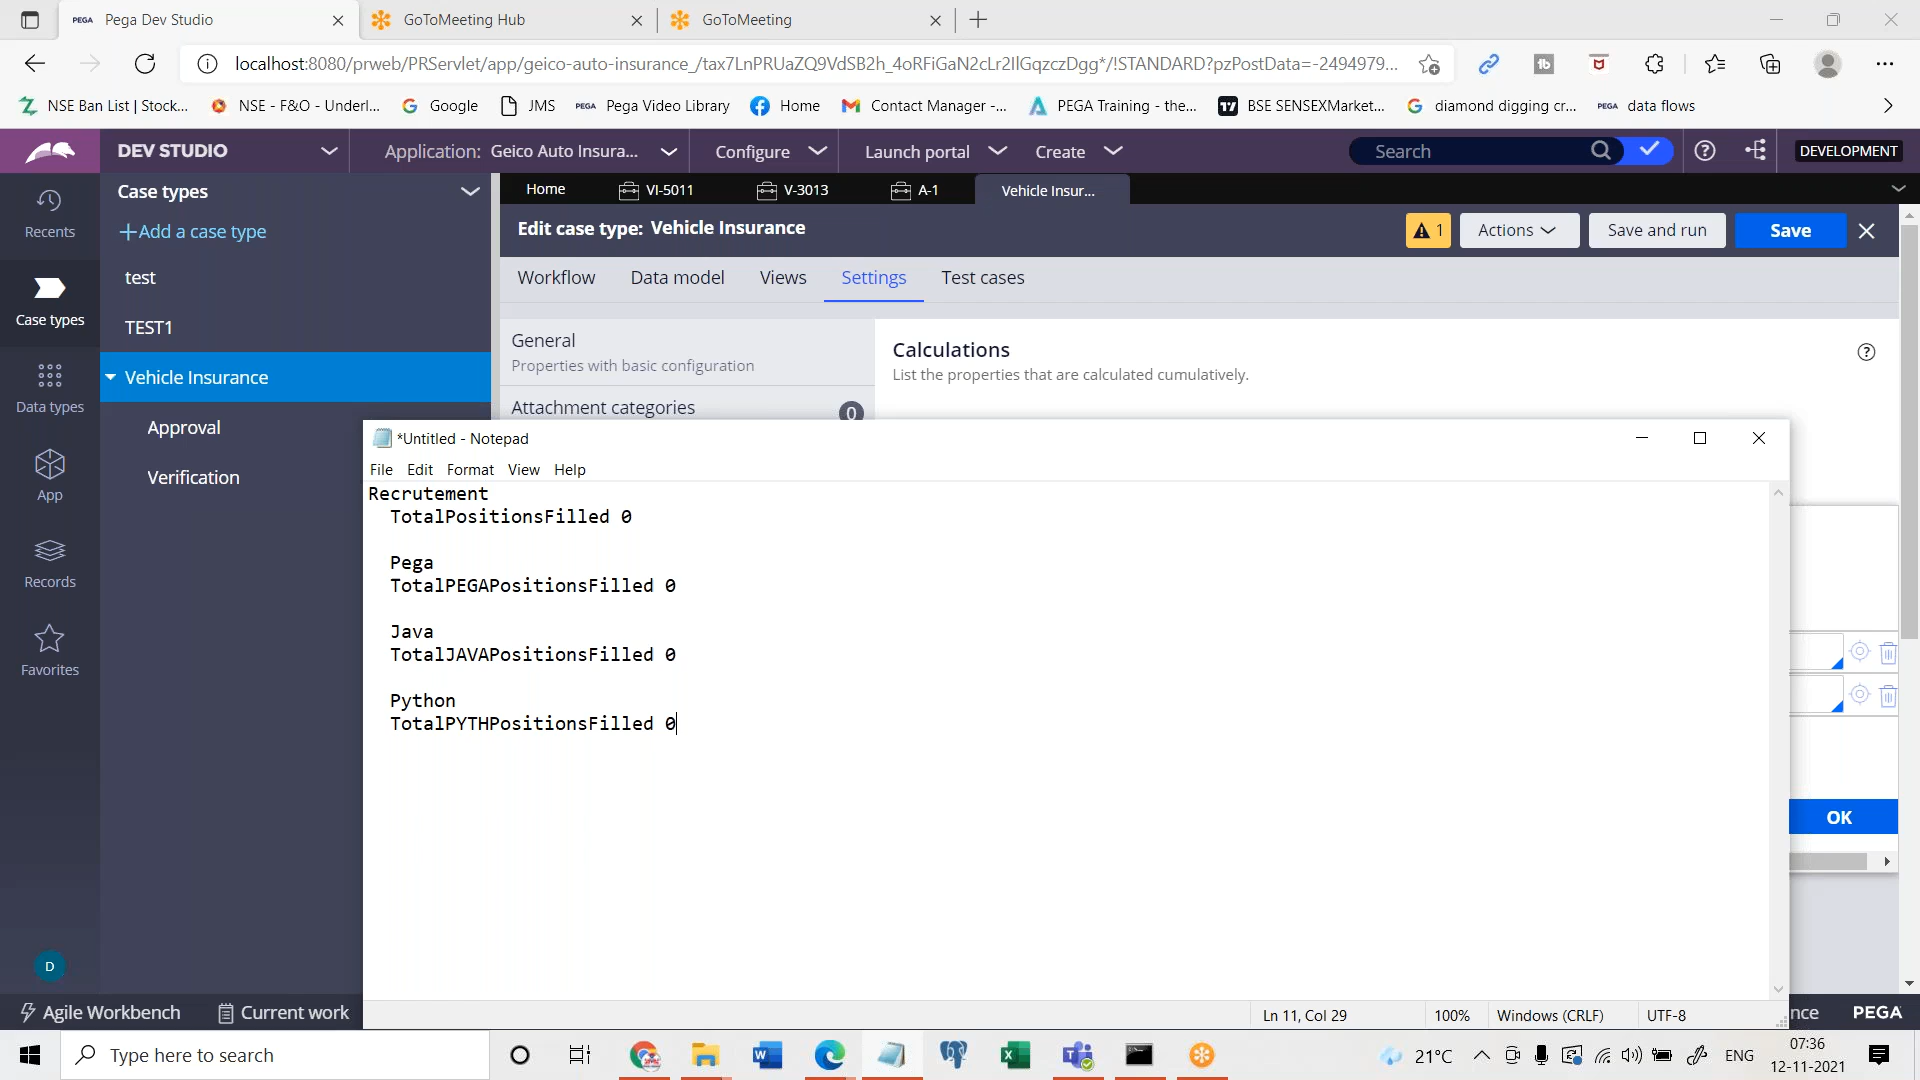 PEGA Pega Dev Studio
GoToMeeting Hub
GoToMeeting
localhost:8080/prweb/PRServlet/app/geico-auto-insurance_/tax7LnPRUaZQ9VdSB2h_4oRFiGaN2cLr2IlGqzczDgg*/!STANDARD?pzPostData=-2494979...
NSE Ban List | Stock...
NSE - F&O - Underl...
Google
JMS
PEGA Pega Video Library
Home
Contact Manager -...
PEGA Training - the...
BSE SENSEXMarket...
diamond digging cr...
PEGA data flows
DEV STUDIO
Application: Geico Auto Insura...
Configure
Launch portal
Create
Search
DEVELOPMENT
Recents
Case types
Data types
App
Records
Favorites
D
Case types
+Add a case type
test
TEST1
Vehicle Insurance
Approval
Verification
Home
VI-5011
V-3013
A-1
Vehicle Insur...
Edit case type: Vehicle Insurance
1
Actions
Save and run
Save
Workflow
Data model
Views
Settings
Test cases
General
Properties with basic configuration
Attachment categories
0
Calculations
List the properties that are calculated cumulatively.
*Untitled - Notepad
File Edit Format View Help
Recrutement
TotalPositionsFilled 0
Pega
TotalPEGAPositionsFilled 0
Java
TotalJAVAPositionsFilled 0
Python
TotalPYTHPositionsFilled 0
Ln 11, Col 29
100%
Windows (CRLF)
UTF-8
OK
Agile Workbench
Current work
nce
PEGA
Type here to search
21°C
ENG
07:36
12-11-2021